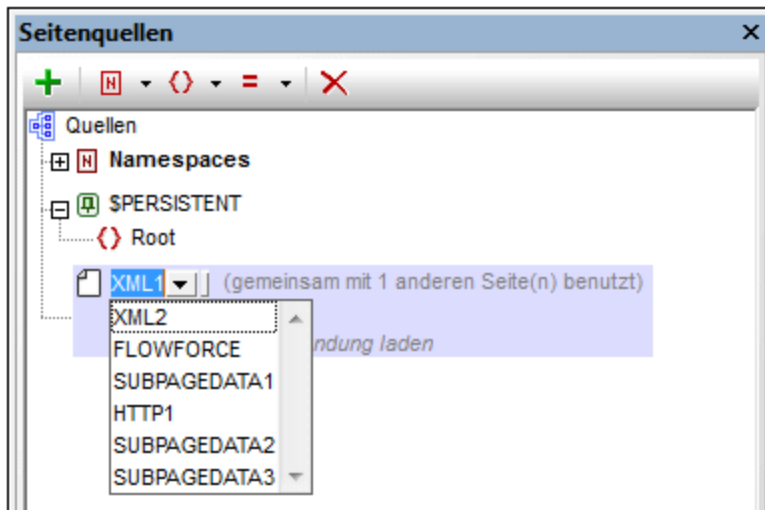 Seitenquellen
Quellen
Namespaces
$PERSISTENT
Root
XML1 (gemeinsam mit 1 anderen Seite(n) benutzt)
XML2
ndung laden
FLOWFORCE
SUBPAGEDATA1
HTTP1
SUBPAGEDATA2
SUBPAGEDATA3